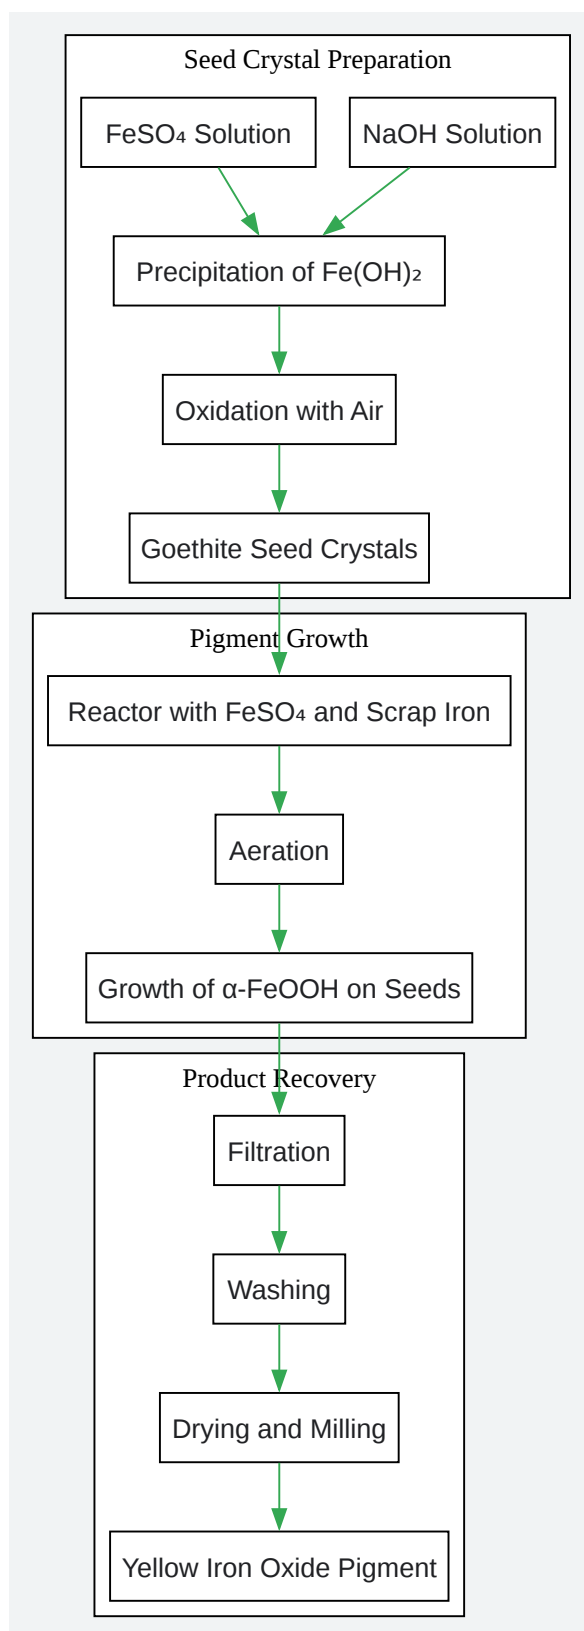 Seed Crystal Preparation
FeSO₄ Solution
NaOH Solution
Precipitation of Fe(OH)₂
Oxidation with Air
Goethite Seed Crystals
Pigment Growth
Reactor with FeSO₄ and Scrap Iron
Aeration
Growth of α-FeOOH on Seeds
Product Recovery
Filtration
Washing
Drying and Milling
Yellow Iron Oxide Pigment